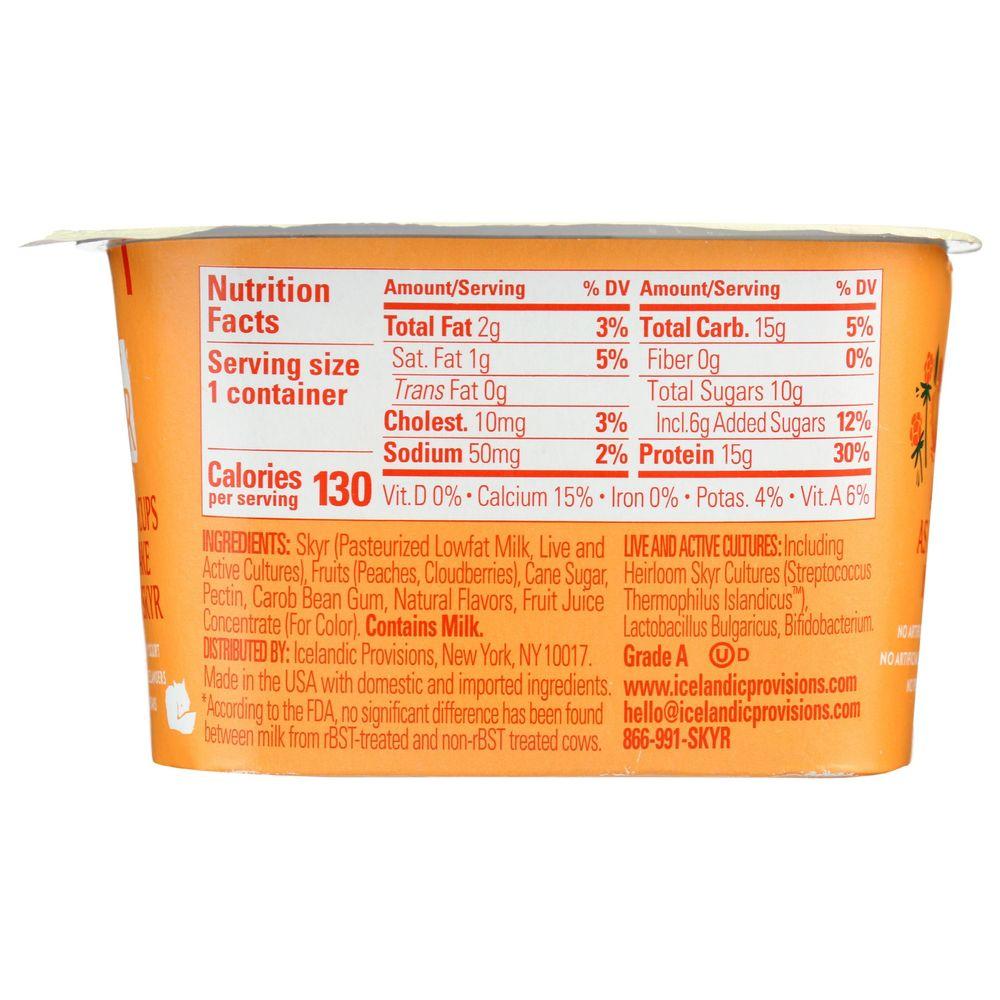 Nutrition
Facts
Serving size
1 container
Calories
per serving 130
Amount/Serving % DV
Total Fat 2g 3%
Sat. Fat 1g 5%
Trans Fat 0g
Cholest. 10mg 3%
Sodium 50mg 2%
Amount/Serving % DV
Total Carb. 15g 5%
Fiber 0g 0%
Total Sugars 10g
Incl.6g Added Sugars 12%
Protein 15g 30%
Vit.D 0% • Calcium 15% • Iron 0% • Potas. 4% • Vit.A 6%
INGREDIENTS: Skyr (Pasteurized Lowfat Milk, Live and
Active Cultures), Fruits (Peaches, Cloudberries), Cane Sugar,
Pectin, Carob Bean Gum, Natural Flavors, Fruit Juice
Concentrate (For Color). Contains Milk.
DISTRIBUTED BY: Icelandic Provisions, New York, NY 10017.
Made in the USA with domestic and imported ingredients.
*According to the FDA, no significant difference has been found
between milk from rBST-treated and non-rBST treated cows.
LIVE AND ACTIVE CULTURES: Including
Heirloom Skyr Cultures (Streptococcus
Thermophilus Islandicus™),
Lactobacillus Bulgaricus, Bifidobacterium.
Grade A Ⓤ D
www.icelandicprovisions.com
hello@icelandicprovisions.com
866-991-SKYR